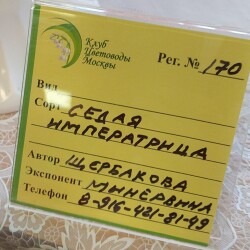 Клуб
Цветоводы
Москвы
Рег. № 170
Вид
Сорт СЕДАЯ
ИМПЕРАТРИЦА
Автор ЩЕРБАКОВА
Экспонент МИНЕРВИНА
Телефон 8-916-421-81-49